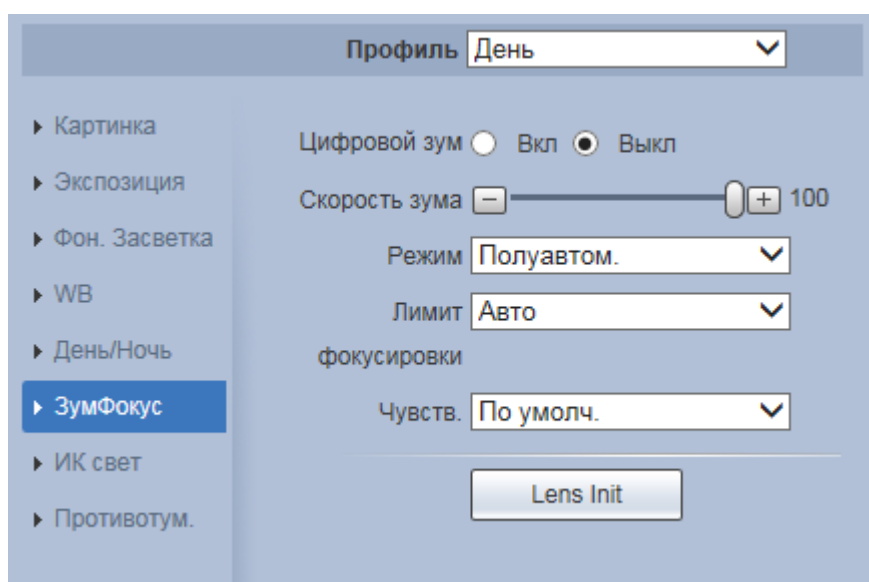 Профиль День
Картинка
Экспозиция
Фон. Засветка
WB
День/Ночь
ЗумФокус
ИК свет
Противотум.
Цифровой зум Вкл Выкл
Скорость зума 100
Режим Полуавтом.
Лимит Авто
фокусировки
Чувств. По умолч.
Lens Init